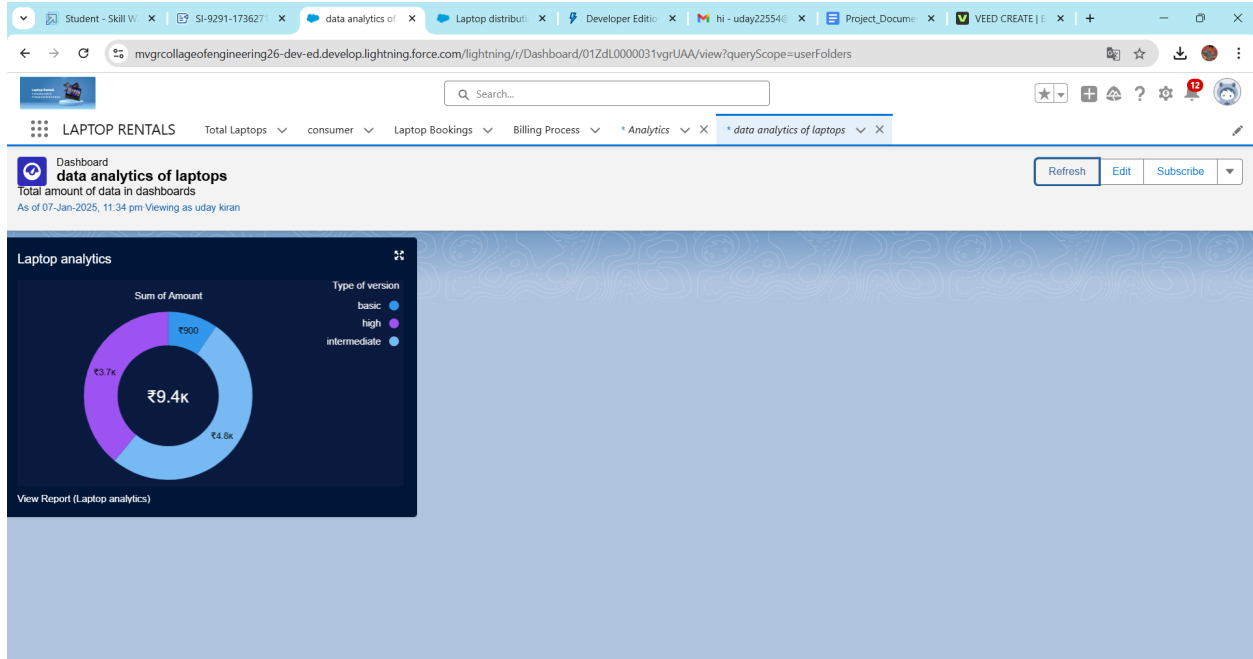 Student - Skill W
SI-9291-1736271
data analytics of
Laptop distributi
Developer Editio
hi - uday22554@
Project_Docume
VEED CREATE | E
mvgrcollageofengineering26-dev-ed.develop.lightning.force.com/lightning/r/Dashboard/01ZdL0000031vgrUAA/view?queryScope=userFolders
Search...
12
LAPTOP RENTALS
Total Laptops
consumer
Laptop Bookings
Billing Process
* Analytics
* data analytics of laptops
Dashboard
data analytics of laptops
Total amount of data in dashboards
As of 07-Jan-2025, 11:34 pm·Viewing as uday kiran
Refresh
Edit
Subscribe
Laptop analytics
Sum of Amount
Type of version
basic
high
intermediate
₹900
₹3.7K
₹9.4K
₹4.8K
View Report (Laptop analytics)